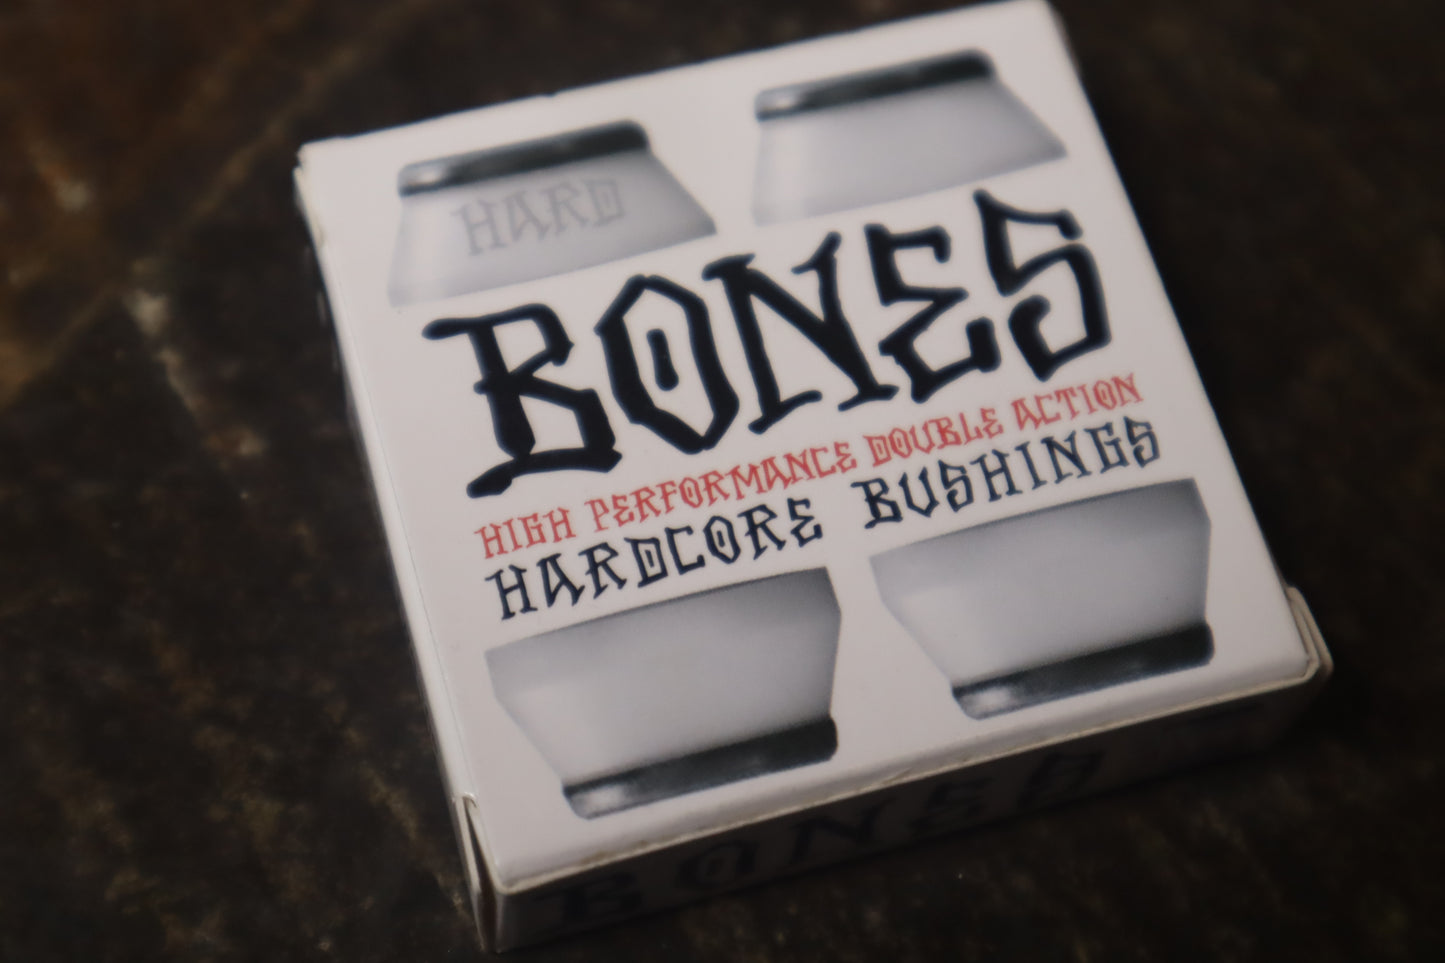 HARD
BONES
HIGH PERFORMANCE DOUBLE ACTION
HARDCORE BUSHINGS
BONES